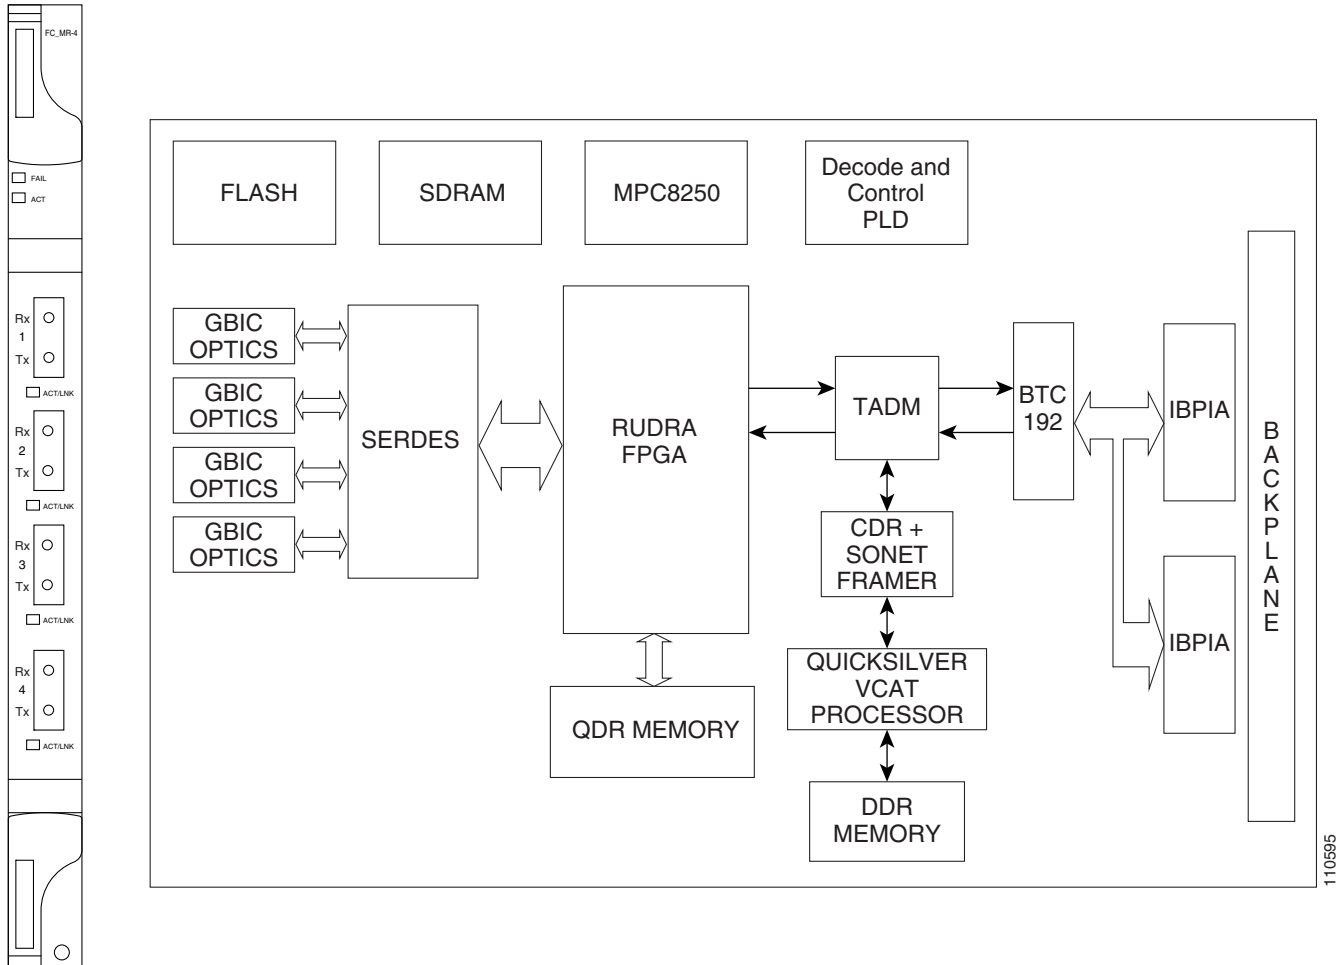 FC_MR-4
FAIL
ACT
Rx
1
Tx
ACT/LNK
Rx
2
Tx
ACT/LNK
Rx
3
Tx
ACT/LNK
Rx
4
Tx
ACT/LNK
FLASH
SDRAM
MPC8250
Decode and
Control
PLD
GBIC
OPTICS
GBIC
OPTICS
GBIC
OPTICS
GBIC
OPTICS
SERDES
RUDRA
FPGA
QDR MEMORY
TADM
CDR +
SONET
FRAMER
QUICKSILVER
VCAT
PROCESSOR
DDR
MEMORY
BTC
192
IBPIA
IBPIA
BACKPLANE
110595